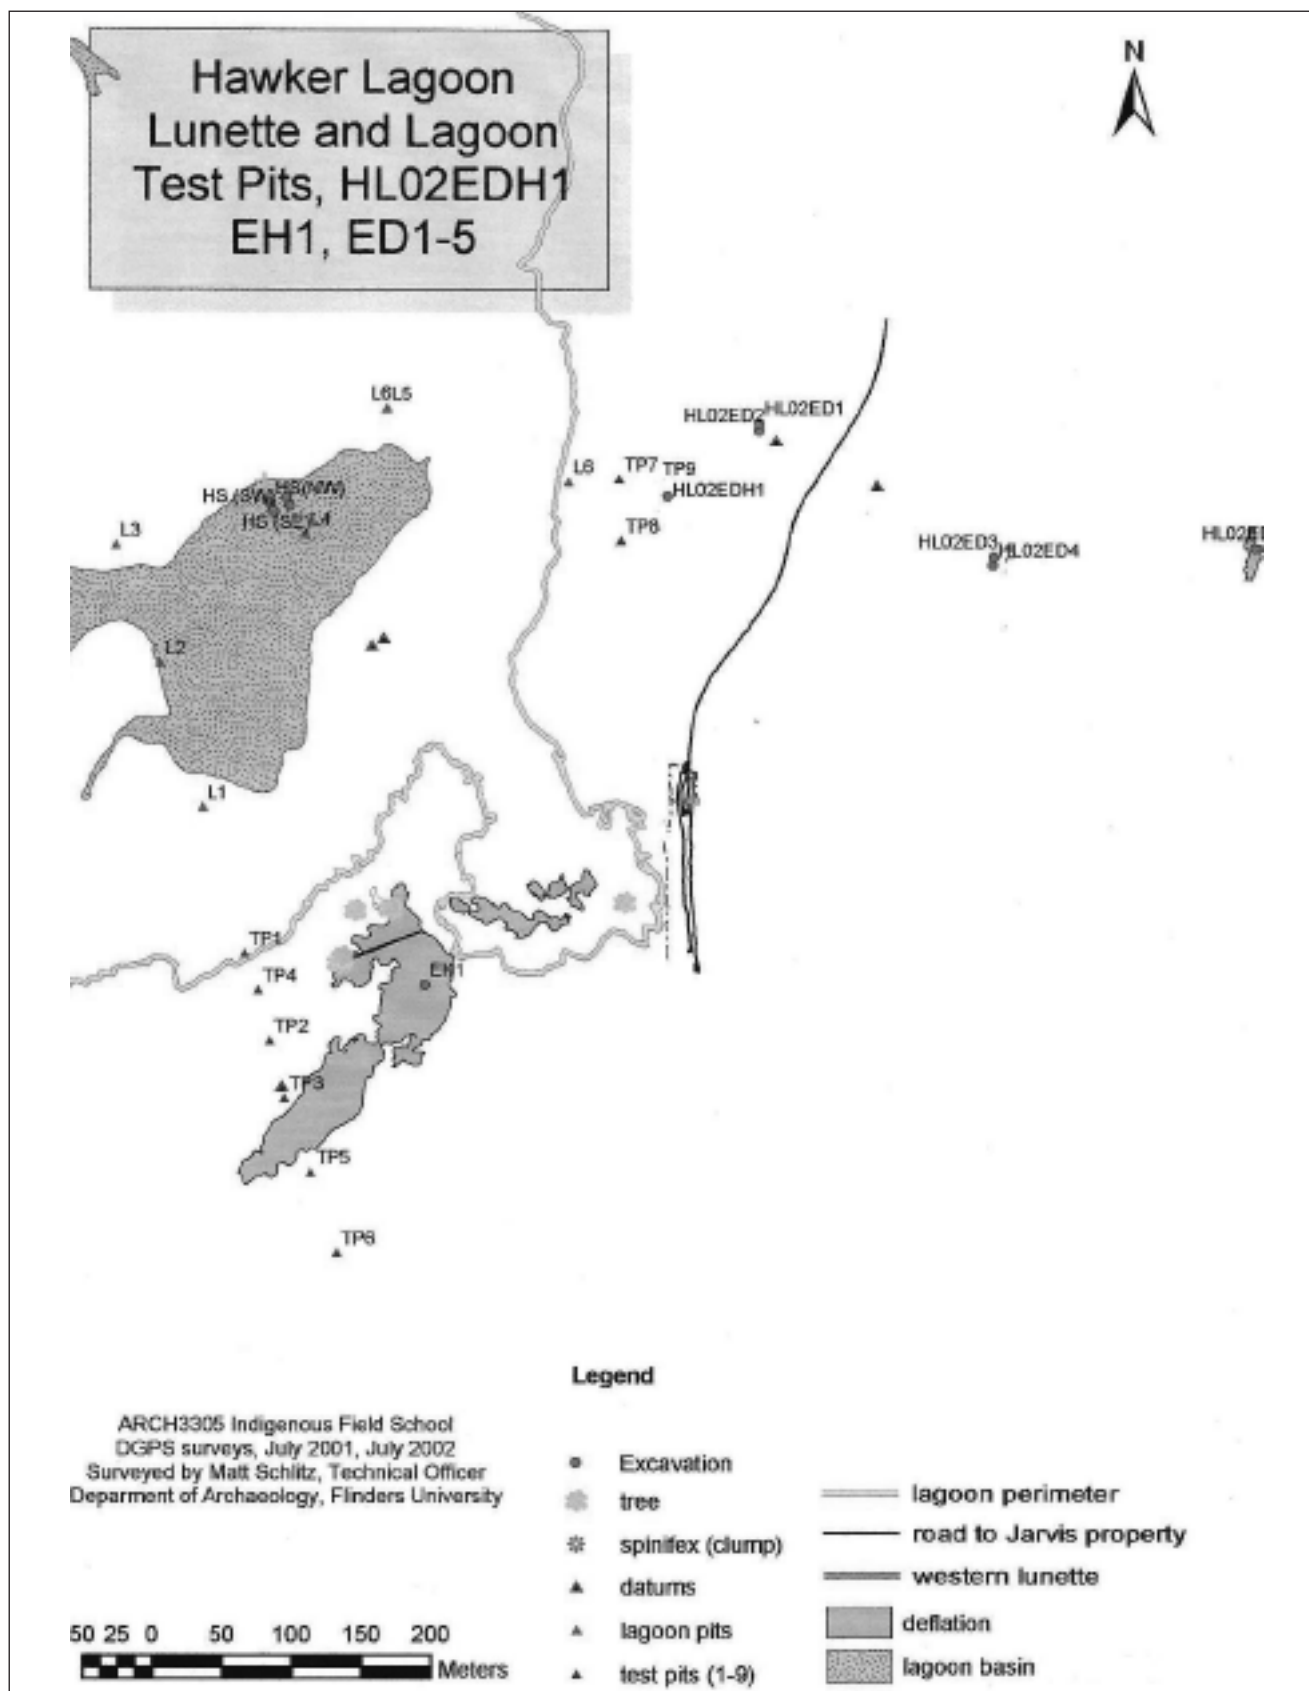 Hawker Lagoon
Lunette and Lagoon
Test Pits, HL02EDH1
EH1, ED1-5
N
L6L5
HL02ED2
HL02ED1
L6
TP7
TP9
HL02EDH1
HS (SW)
HS(NW)
HS (SE)
L4
TP8
L3
HL02ED3
HL02ED4
HL02ED
L2
L1
TP1
EH1
TP4
TP2
TP3
TP5
TP6
Legend
ARCH3305 Indigenous Field School
DGPS surveys, July 2001, July 2002
Surveyed by Matt Schlitz, Technical Officer
Deparment of Archaeology, Flinders University
Excavation
tree
spinifex (clump)
datums
lagoon pits
test pits (1-9)
lagoon perimeter
road to Jarvis property
western lunette
deflation
lagoon basin
50 25 0 50 100 150 200
Meters